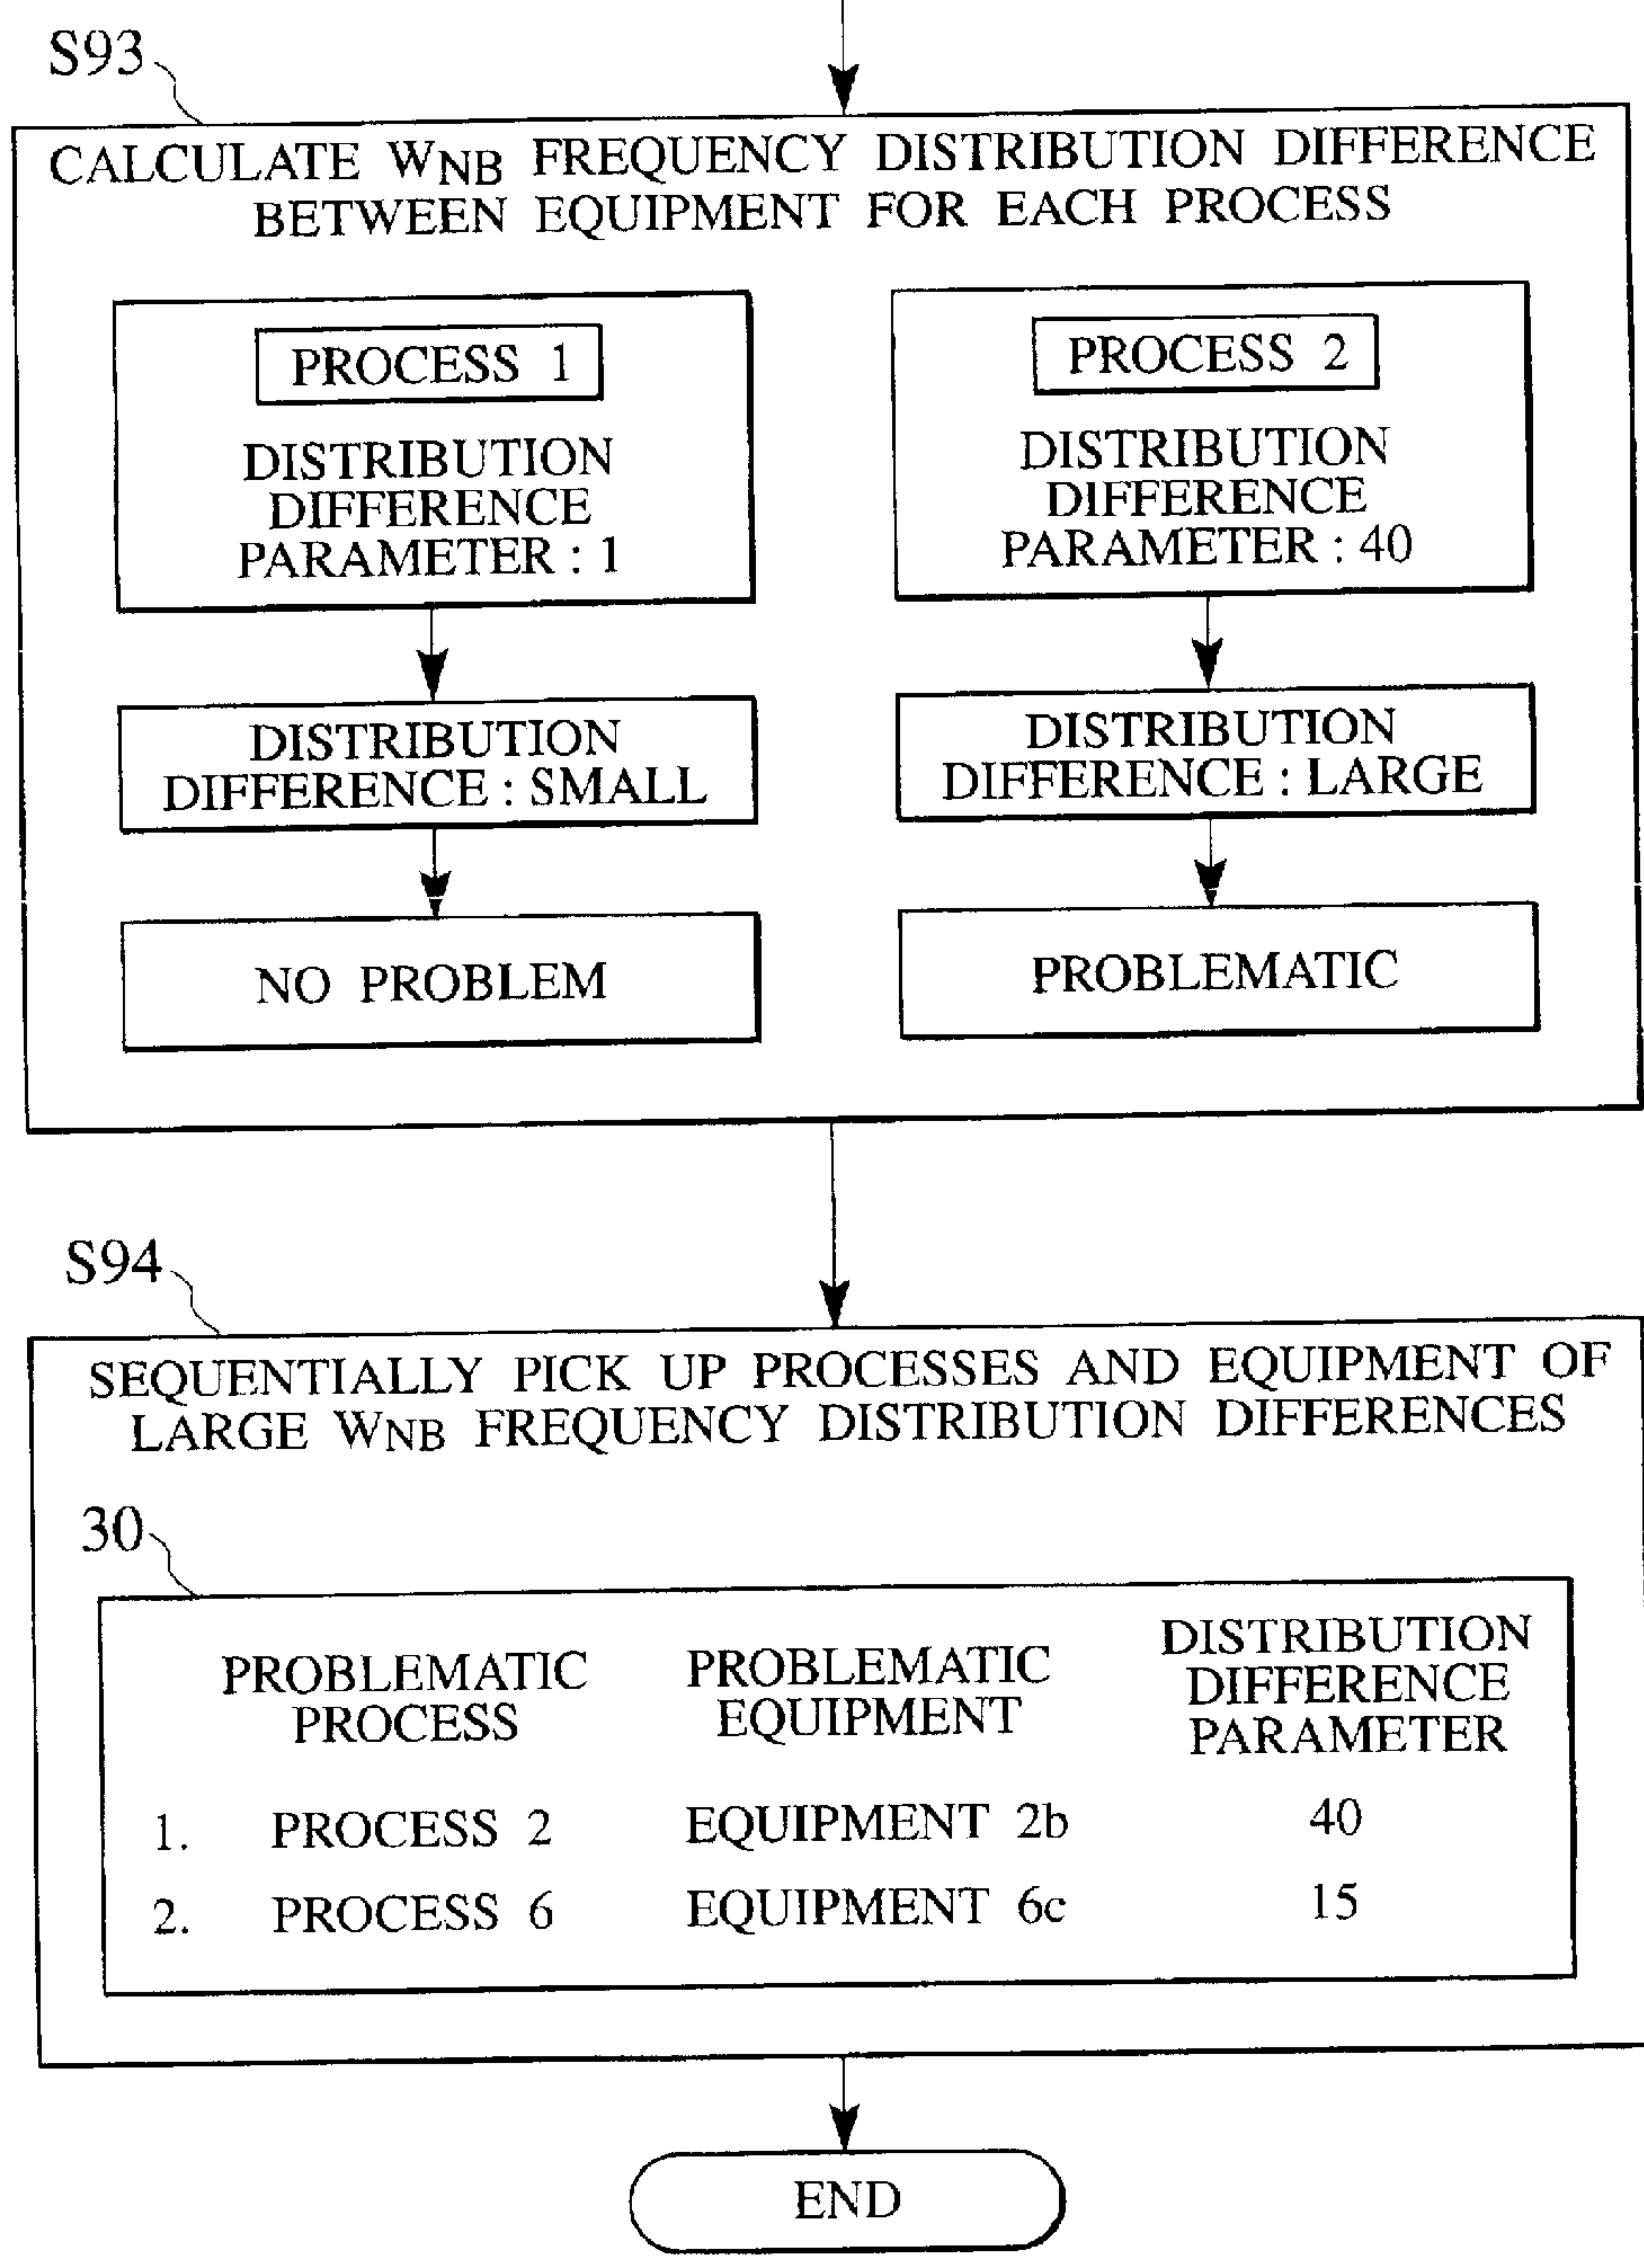 S93
CALCULATE WNB FREQUENCY DISTRIBUTION DIFFERENCE
BETWEEN EQUIPMENT FOR EACH PROCESS
PROCESS 1
DISTRIBUTION
DIFFERENCE
PARAMETER : 1
DISTRIBUTION
DIFFERENCE : SMALL
NO PROBLEM
PROCESS 2
DISTRIBUTION
DIFFERENCE
PARAMETER : 40
DISTRIBUTION
DIFFERENCE : LARGE
PROBLEMATIC
S94
SEQUENTIALLY PICK UP PROCESSES AND EQUIPMENT OF
LARGE WNB FREQUENCY DISTRIBUTION DIFFERENCES
30
PROBLEMATIC
PROCESS
PROBLEMATIC
EQUIPMENT
DISTRIBUTION
DIFFERENCE
PARAMETER
1. PROCESS 2 EQUIPMENT 2b 40
2. PROCESS 6 EQUIPMENT 6c 15
END